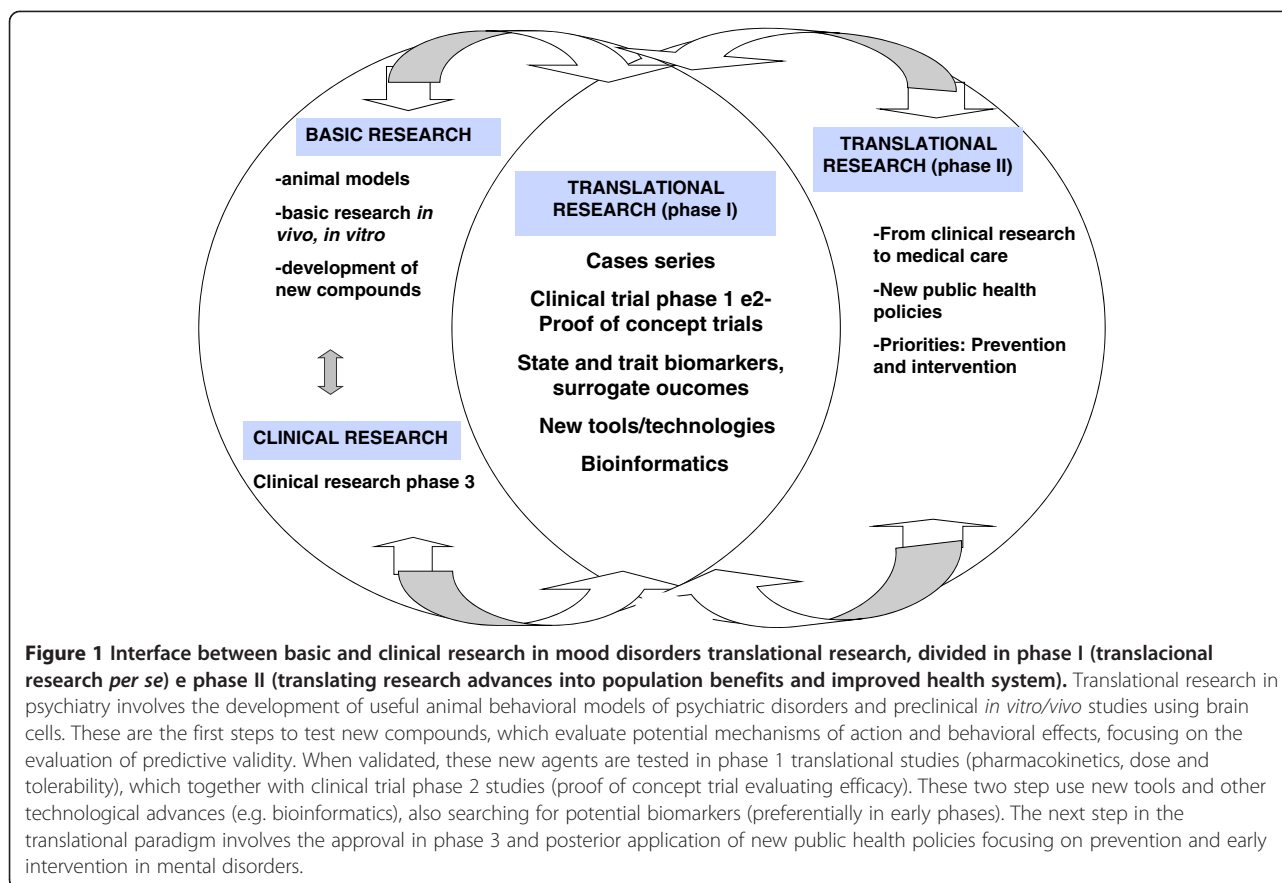 BASIC RESEARCH
-animal models
-basic research in
vivo, in vitro
-development of
new compounds
CLINICAL RESEARCH
Clinical research phase 3
TRANSLATIONAL
RESEARCH (phase I)
Cases series
Clinical trial phase 1 e2-
Proof of concept trials
State and trait biomarkers,
surrogate oucomes
New tools/technologies
Bioinformatics
TRANSLATIONAL
RESEARCH (phase II)
-From clinical research
to medical care
-New public health
policies
-Priorities: Prevention
and intervention
Figure 1 Interface between basic and clinical research in mood disorders translational research, divided in phase I (translacional
research per se) e phase II (translating research advances into population benefits and improved health system). Translational research in
psychiatry involves the development of useful animal behavioral models of psychiatric disorders and preclinical in vitro/vivo studies using brain
cells. These are the first steps to test new compounds, which evaluate potential mechanisms of action and behavioral effects, focusing on the
evaluation of predictive validity. When validated, these new agents are tested in phase 1 translational studies (pharmacokinetics, dose and
tolerability), which together with clinical trial phase 2 studies (proof of concept trial evaluating efficacy). These two step use new tools and other
technological advances (e.g. bioinformatics), also searching for potential biomarkers (preferentially in early phases). The next step in the
translational paradigm involves the approval in phase 3 and posterior application of new public health policies focusing on prevention and early
intervention in mental disorders.